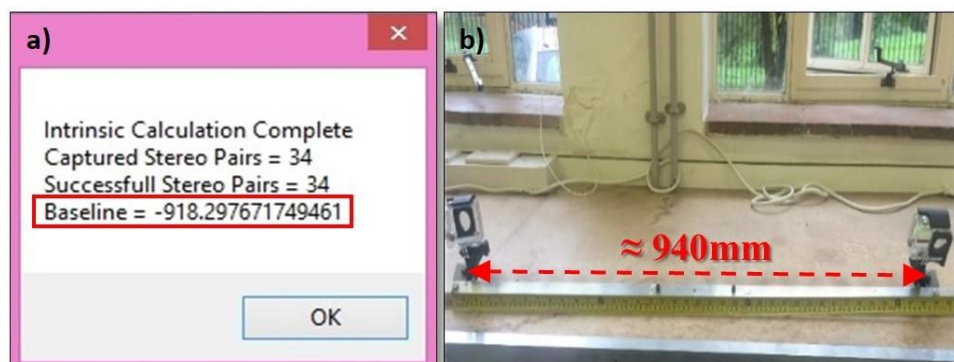 a)
Intrinsic Calculation Complete
Captured Stereo Pairs = 34
Successfull Stereo Pairs = 34
Baseline = -918.297671749461
OK
b)
≈ 940mm